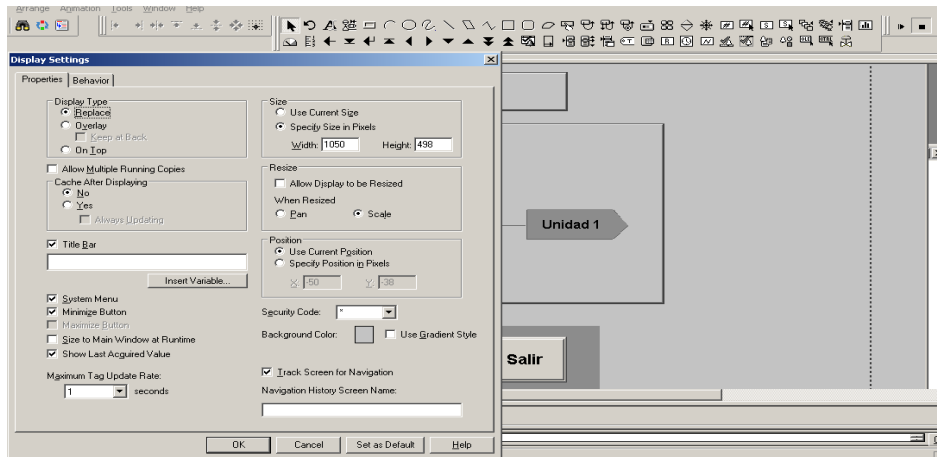 Arrange Animation Tools Window Help
Display Settings
Properties Behavior
Display Type
Replace
Overlay
Keep at Back
On Top
Allow Multiple Running Copies
Cache After Displaying
No
Yes
Always Updating
Title Bar
Insert Variable...
System Menu
Minimize Button
Maximize Button
Size to Main Window at Runtime
Show Last Acquired Value
Maximum Tag Update Rate:
1 seconds
Size
Use Current Size
Specify Size in Pixels
Width: 1050 Height: 498
Resize
Allow Display to be Resized
When Resized
Pan Scale
Position
Use Current Position
Specify Position in Pixels
X: -50 Y: -38
Security Code: *
Background Color: Use Gradient Style
Track Screen for Navigation
Navigation History Screen Name:
OK Cancel Set as Default Help
Unidad 1
Salir